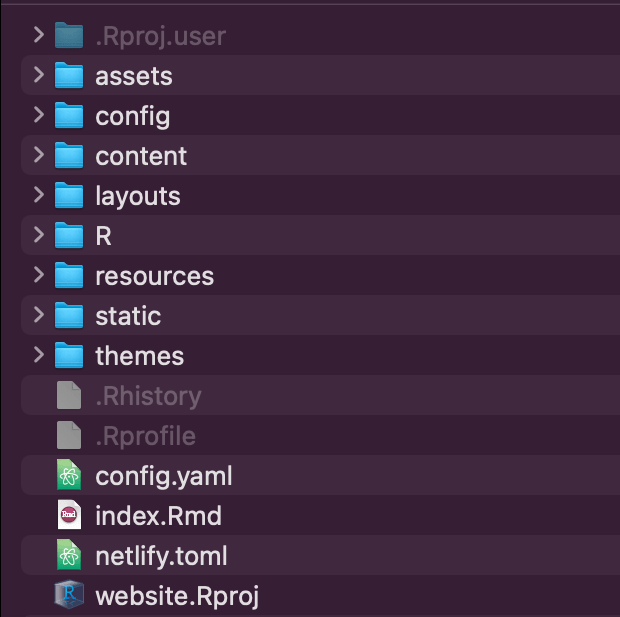 .Rproj.user
assets
config
content
layouts
R
resources
static
themes
.Rhistory
.Rprofile
config.yaml
Rmd
index.Rmd
netlify.toml
R
website.Rproj